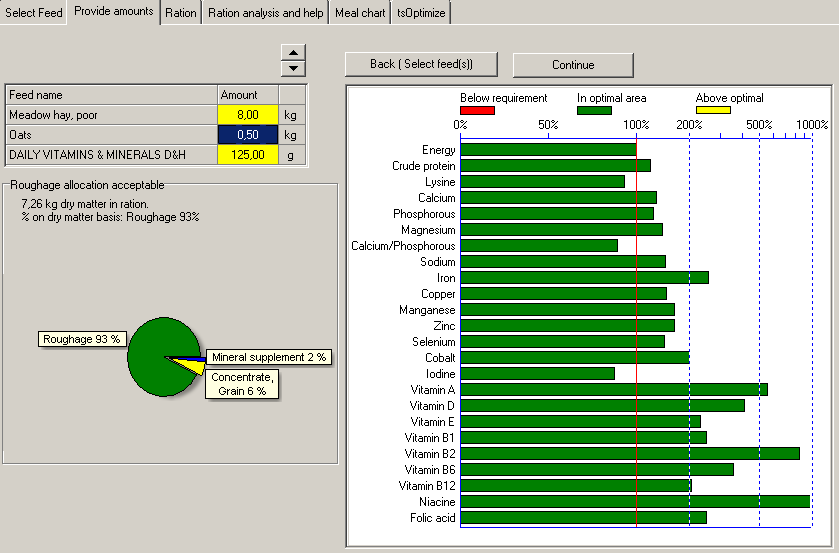 Select Feed Provide amounts Ration Ration analysis and help Meal chart tsOptimize
Back ( Select feed(s)) Continue
Feed name Amount
Meadow hay, poor 8,00 kg
Oats 0,50 kg
DAILY VITAMINS & MINERALS D&H 125,00 g
Roughage allocation acceptable
7,26 kg dry matter in ration.
% on dry matter basis: Roughage 93%
Roughage 93 %
Mineral supplement 2 %
Concentrate,
Grain 6 %
Below requirement In optimal area Above optimal
0% 50% 100% 200% 500% 1000%
Energy
Crude protein
Lysine
Calcium
Phosphorous
Magnesium
Calcium/Phosphorous
Sodium
Iron
Copper
Manganese
Zinc
Selenium
Cobalt
Iodine
Vitamin A
Vitamin D
Vitamin E
Vitamin B1
Vitamin B2
Vitamin B6
Vitamin B12
Niacine
Folic acid